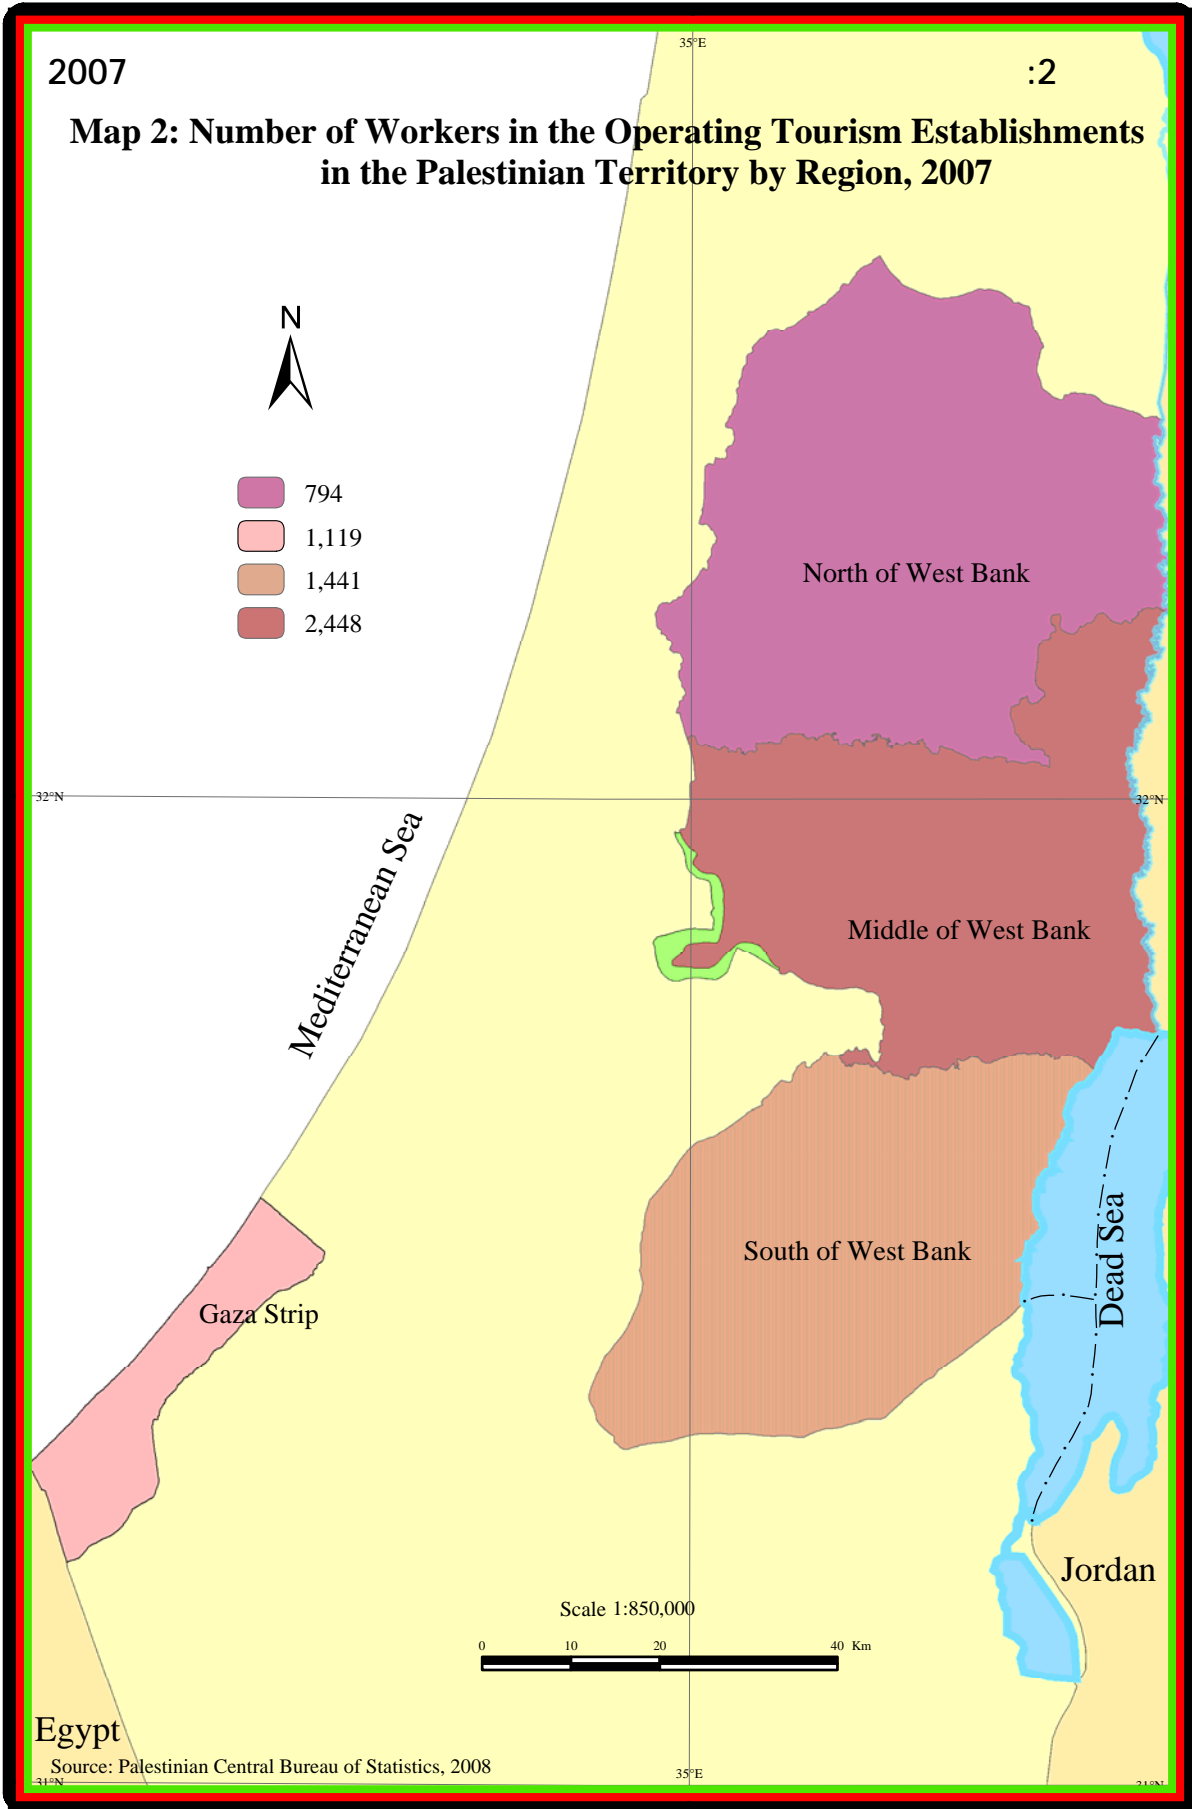 35°E
2007
:2
Map 2: Number of Workers in the Operating Tourism Establishments
in the Palestinian Territory by Region, 2007
N
794
1,119
1,441
2,448
North of West Bank
32°N
32°N
Mediterranean Sea
Middle of West Bank
Dead Sea
South of West Bank
Gaza Strip
Jordan
Scale 1:850,000
0 10 20 40 Km
Egypt
Source: Palestinian Central Bureau of Statistics, 2008
35°E
31°N
31°N